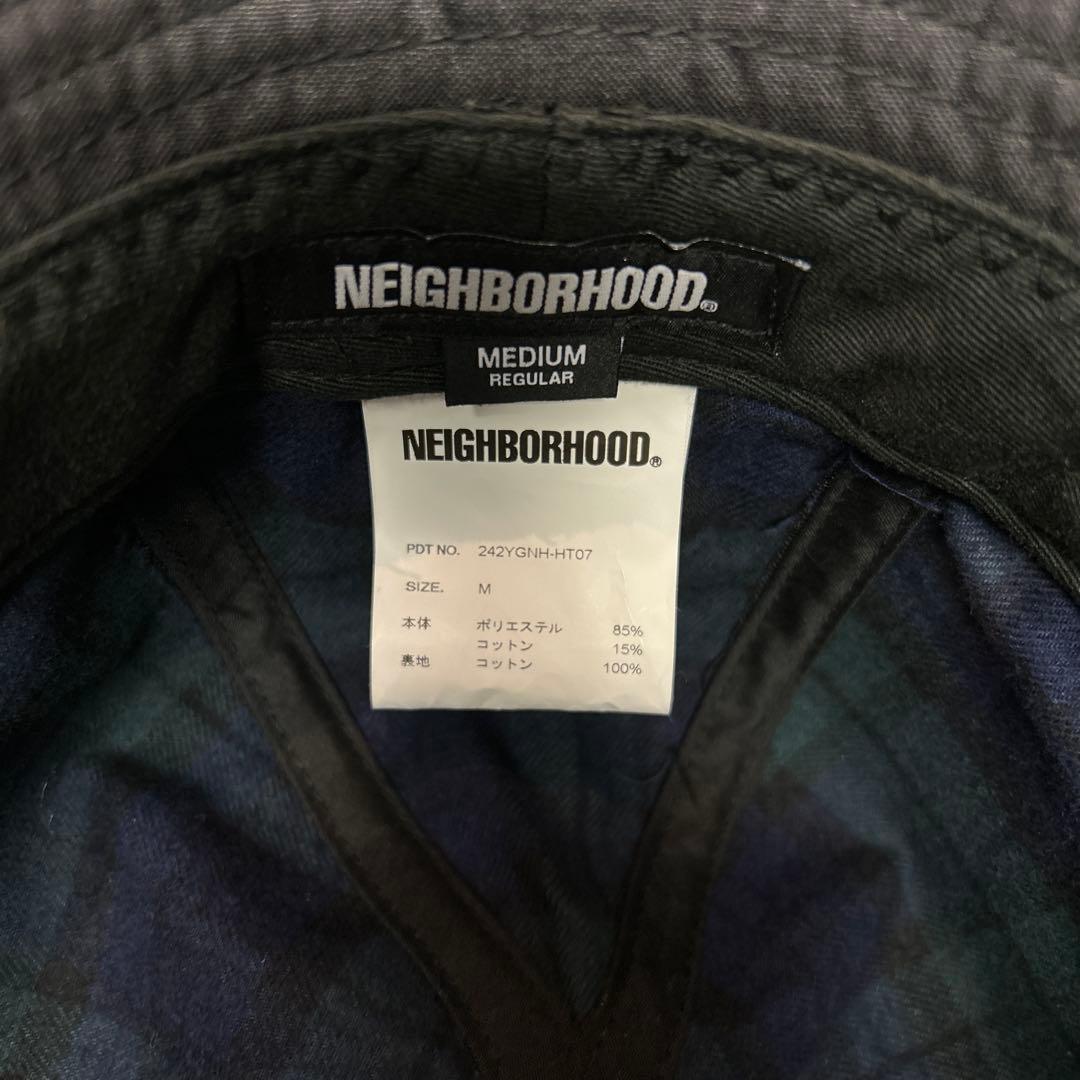 NEIGHBORHOOD®
MEDIUM
REGULAR
NEIGHBORHOOD®
PDT NO. 242YGNH-HT07
SIZE. M
本体 ポリエステル 85%
コットン 15%
裏地 コットン 100%